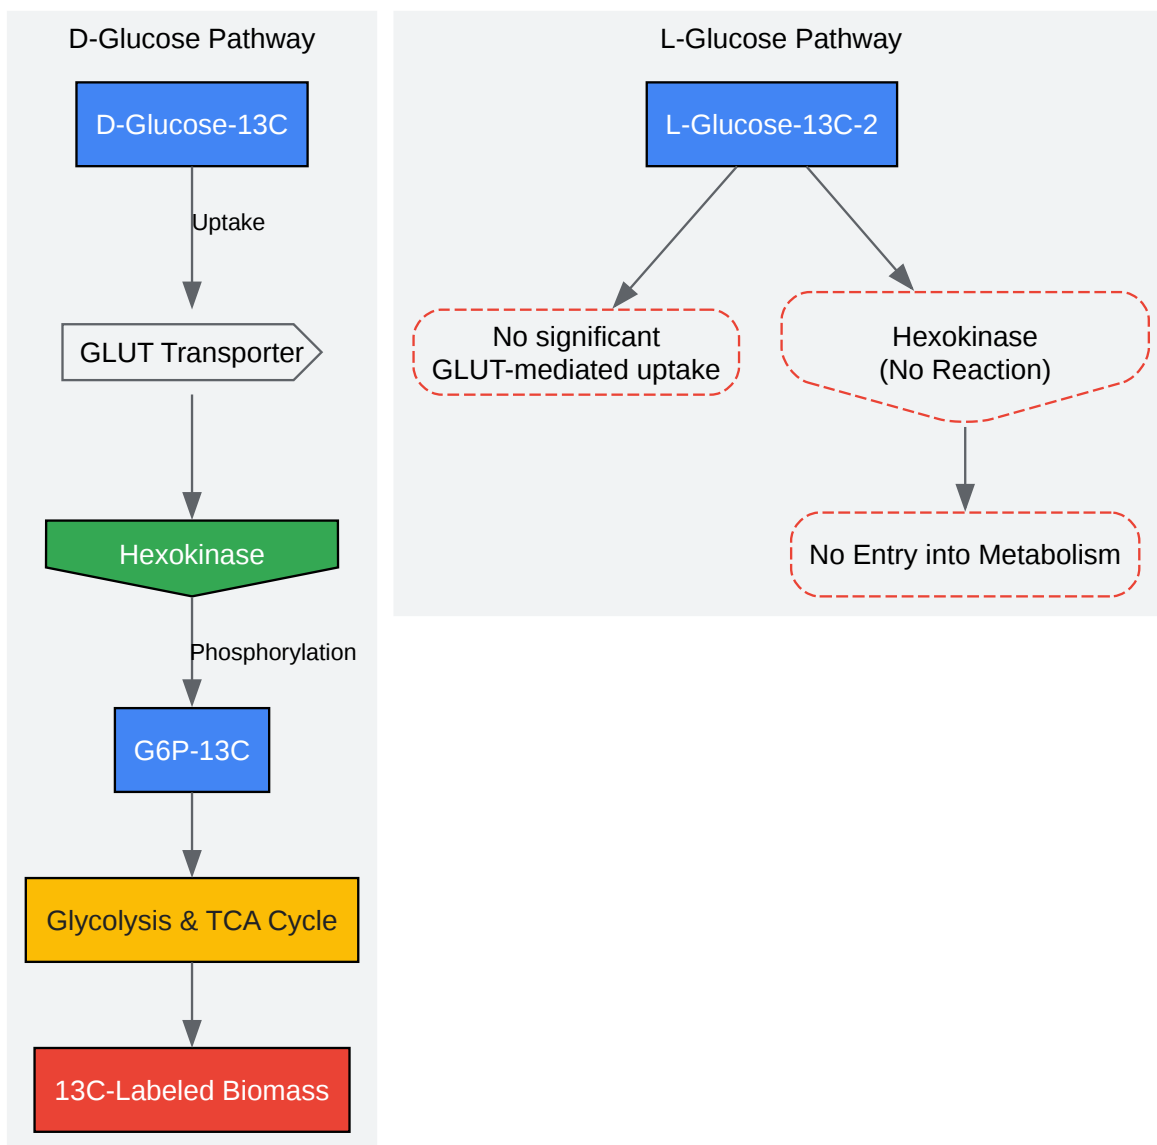 D-Glucose Pathway
D-Glucose-13C
Uptake
GLUT Transporter
Hexokinase
Phosphorylation
G6P-13C
Glycolysis & TCA Cycle
13C-Labeled Biomass
L-Glucose Pathway
L-Glucose-13C-2
No significant
GLUT-mediated uptake
Hexokinase
(No Reaction)
No Entry into Metabolism